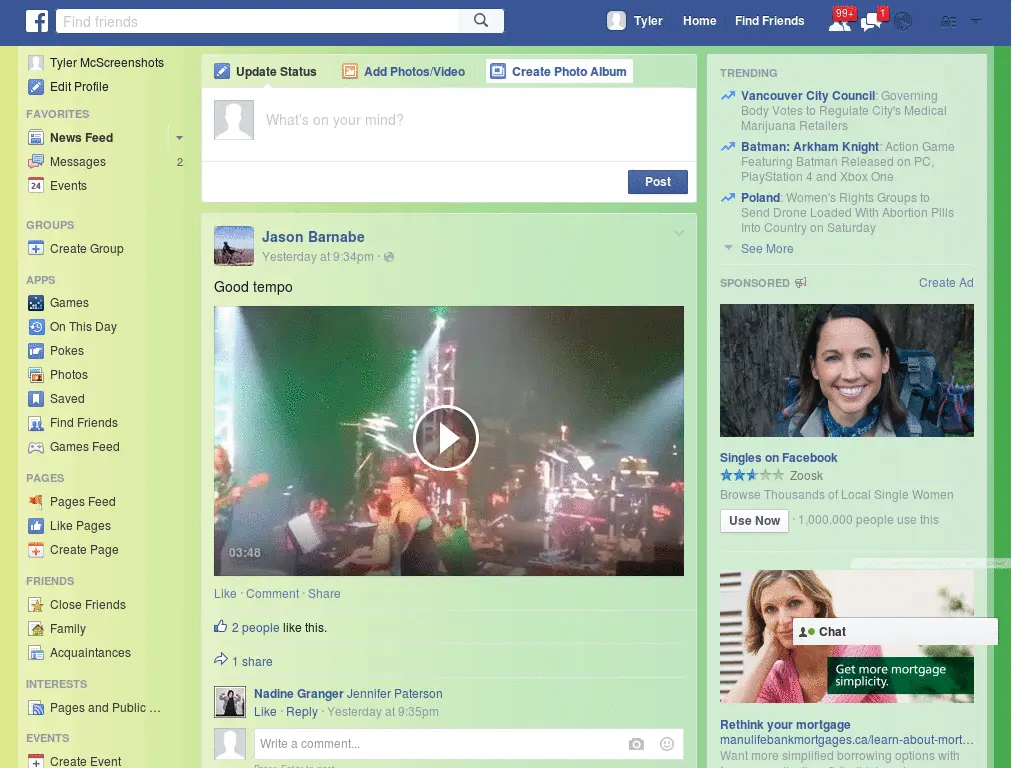 Find friends
Tyler
Home
Find Friends
99+
1
Tyler McScreenshots
Edit Profile
FAVORITES
News Feed
Messages 2
24 Events
GROUPS
Create Group
APPS
Games
On This Day
Pokes
Photos
Saved
Find Friends
Games Feed
PAGES
Pages Feed
Like Pages
Create Page
FRIENDS
Close Friends
Family
Acquaintances
INTERESTS
Pages and Public ...
EVENTS
Create Event
Update Status
Add Photos/Video
Create Photo Album
What's on your mind?
Post
Jason Barnabe
Yesterday at 9:34pm ·
Good tempo
03:48
Like · Comment · Share
2 people like this.
1 share
Nadine Granger Jennifer Paterson
Like · Reply · Yesterday at 9:35pm
Write a comment...
TRENDING
Vancouver City Council: Governing
Body Votes to Regulate City's Medical
Marijuana Retailers
Batman: Arkham Knight: Action Game
Featuring Batman Released on PC,
PlayStation 4 and Xbox One
Poland: Women's Rights Groups to
Send Drone Loaded With Abortion Pills
Into Country on Saturday
See More
SPONSORED
Create Ad
Singles on Facebook
Zoosk
Browse Thousands of Local Single Women
Use Now · 1,000,000 people use this
Chat
Get more mortgage
simplicity.
Rethink your mortgage
manulifebankmortgages.ca/learn-about-mort...
Want more simplified borrowing options with